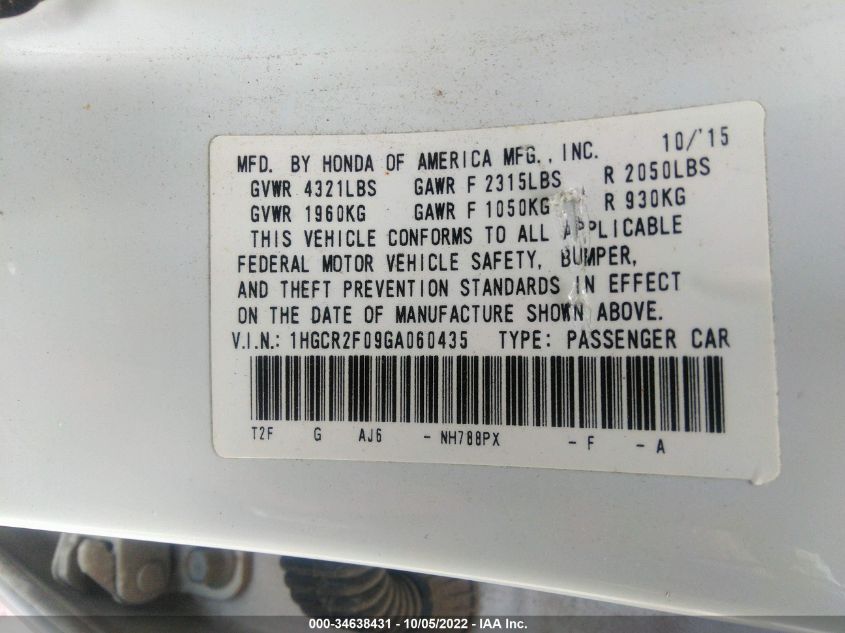 MFD. BY HONDA OF AMERICA MFG., INC. 10/'15
GVWR 4321LBS GAWR F 2315LBS R 2050LBS
GVWR 1960KG GAWR F 1050KG R 930KG
THIS VEHICLE CONFORMS TO ALL APPLICABLE
FEDERAL MOTOR VEHICLE SAFETY, BUMPER,
AND THEFT PREVENTION STANDARDS IN EFFECT
ON THE DATE OF MANUFACTURE SHOWN ABOVE.
V.I.N.: 1HGCR2F09GA060435 TYPE: PASSENGER CAR
T2F G AJ6 - NH788PX - F - A
000-34638431 - 10/05/2022 - IAA Inc.